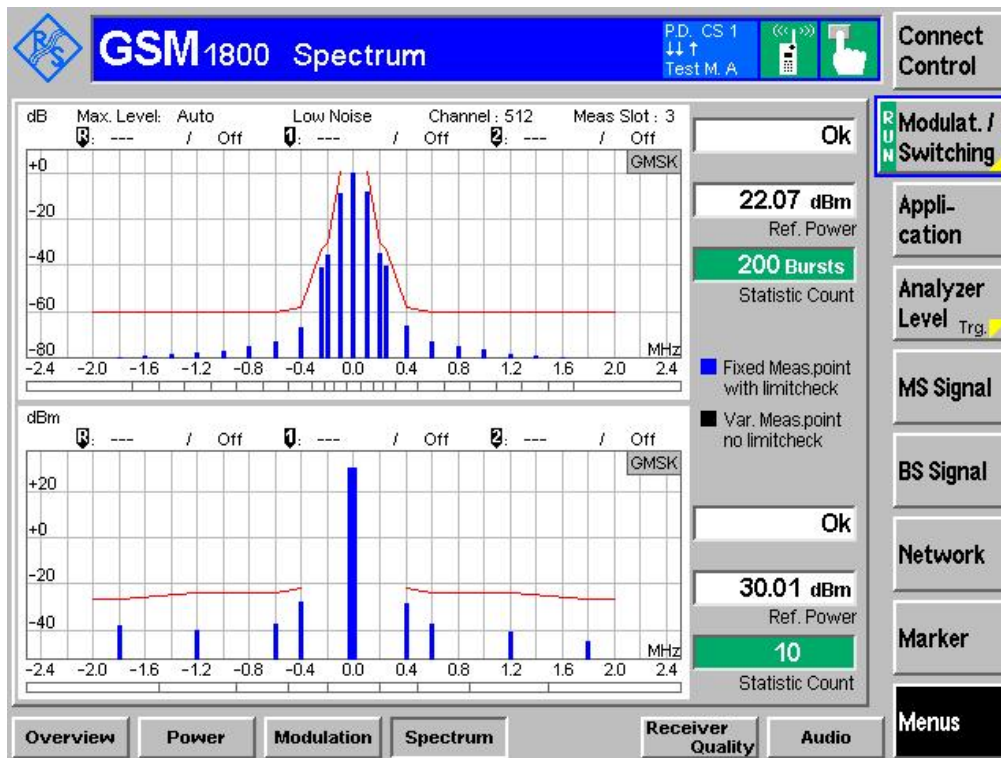 R&S
GSM 1800 Spectrum
P.D. CS 1
Test M. A
Connect
Control
dB Max. Level: Auto Low Noise Channel : 512 Meas Slot : 3
R: --- / Off 1: --- / Off 2: --- / Off
GMSK
+0
-20
-40
-60
-80
MHz
-2.4 -2.0 -1.6 -1.2 -0.8 -0.4 0.0 0.4 0.8 1.2 1.6 2.0 2.4
Ok
22.07 dBm
Ref. Power
200 Bursts
Statistic Count
Fixed Meas.point
with limitcheck
Var. Meas.point
no limitcheck
dBm
R: --- / Off 1: --- / Off 2: --- / Off
GMSK
+20
+0
-20
-40
MHz
-2.4 -2.0 -1.6 -1.2 -0.8 -0.4 0.0 0.4 0.8 1.2 1.6 2.0 2.4
Ok
30.01 dBm
Ref. Power
10
Statistic Count
RUN
Modulat. /
Switching
Appli-
cation
Analyzer
Level Trg.
MS Signal
BS Signal
Network
Marker
Menus
Overview
Power
Modulation
Spectrum
Receiver
Quality
Audio